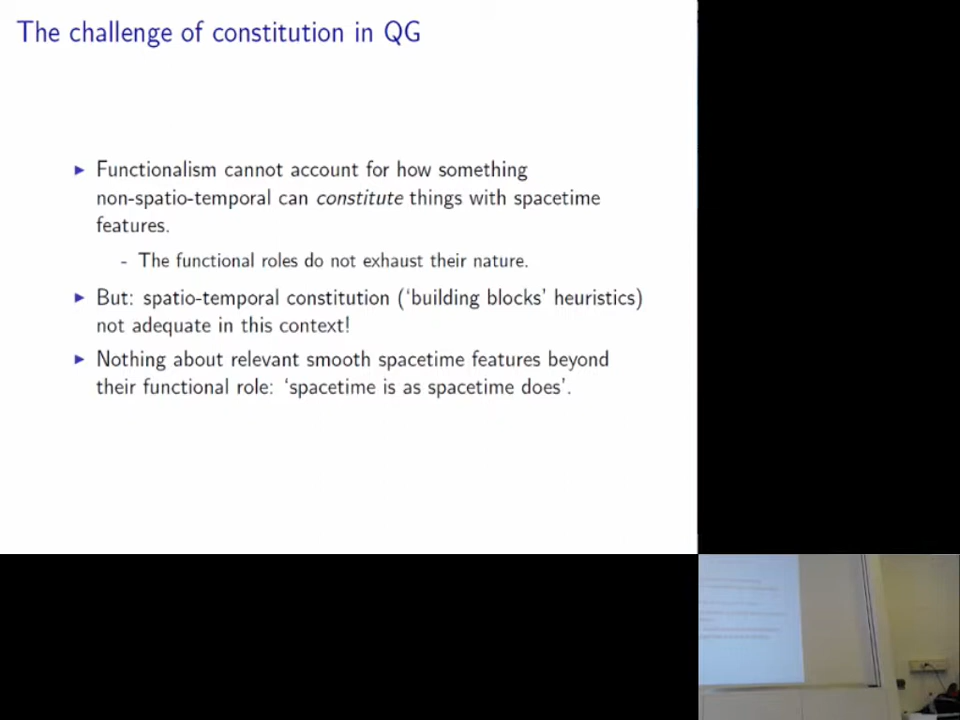 The challenge of constitution in QG
▶ Functionalism cannot account for how something
non-spatio-temporal can constitute things with spacetime
features.
- The functional roles do not exhaust their nature.
▶ But: spatio-temporal constitution (‘building blocks’ heuristics)
not adequate in this context!
▶ Nothing about relevant smooth spacetime features beyond
their functional role: ‘spacetime is as spacetime does’.